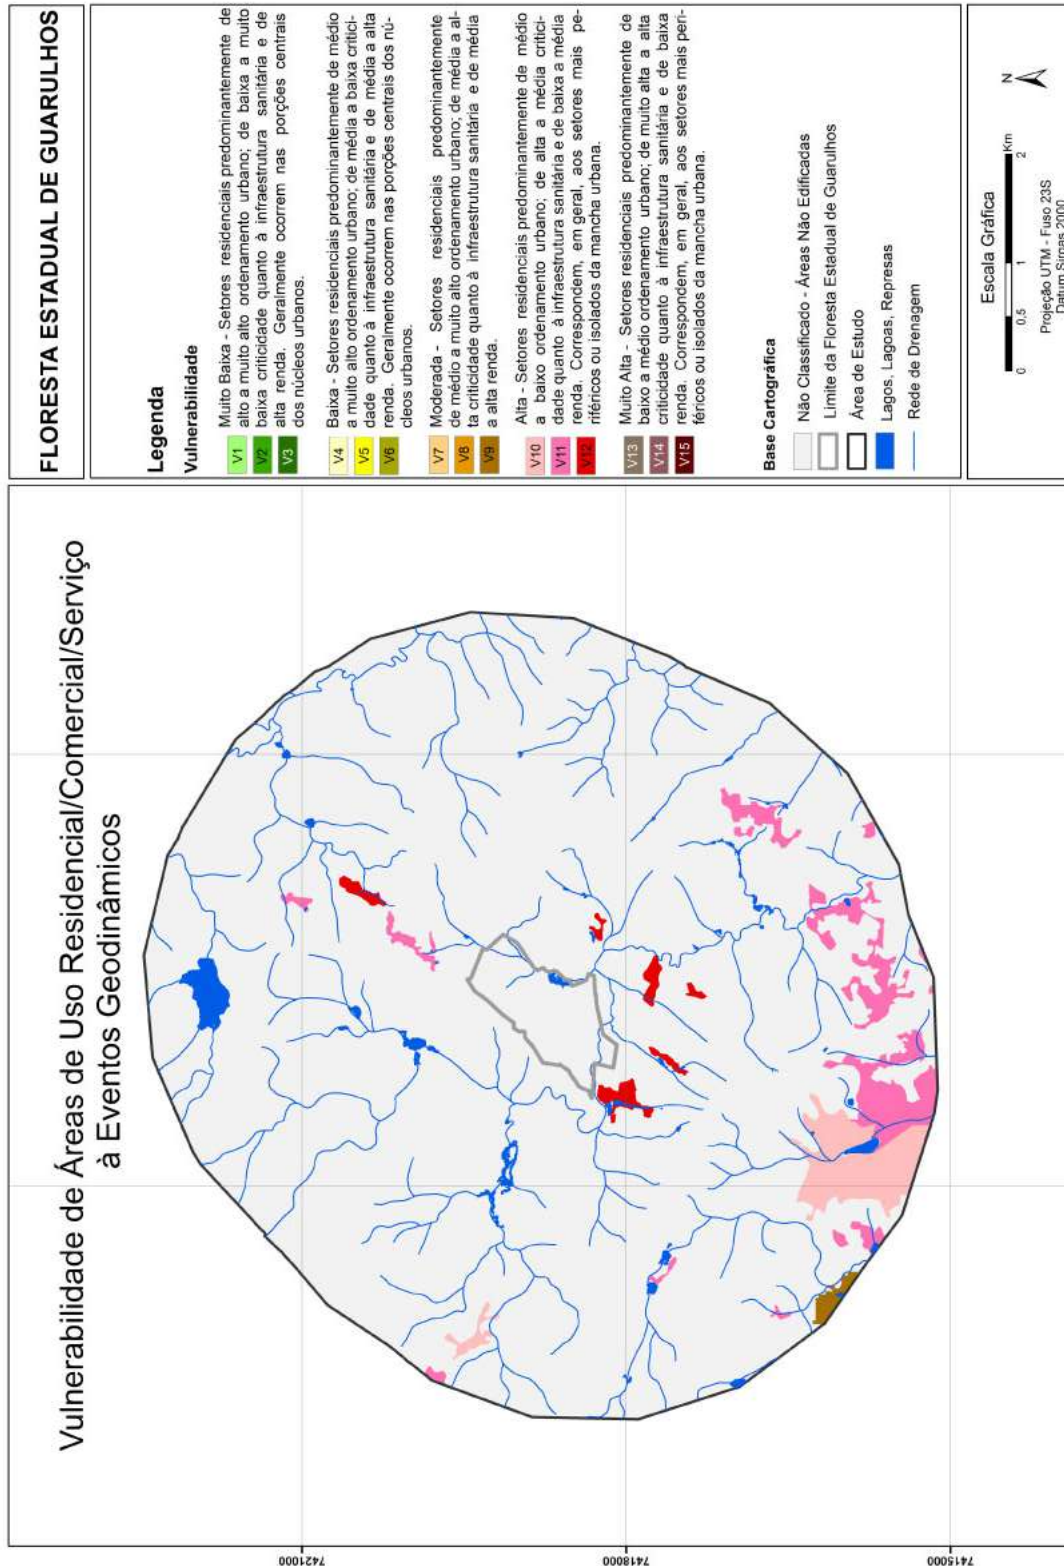 Vulnerabilidade de Áreas de Uso Residencial/Comercial/Serviço
à Eventos Geodinâmicos
7421000
7418000
7415000
FLORESTA ESTADUAL DE GUARULHOS
Legenda
Vulnerabilidade
V1
V2
V3
Muito Baixa - Setores residenciais predominantemente de
alto a muito alto ordenamento urbano; de baixa a muito
baixa criticidade quanto à infraestrutura sanitária e de
alta renda. Geralmente ocorrem nas porções centrais
dos núcleos urbanos.
V4
V5
V6
Baixa - Setores residenciais predominantemente de médio
a muito alto ordenamento urbano; de média a baixa critici-
dade quanto à infraestrutura sanitária e de média a alta
renda. Geralmente ocorrem nas porções centrais dos nú-
cleos urbanos.
V7
V8
V9
Moderada - Setores residenciais predominantemente
de médio a muito alto ordenamento urbano; de média a al-
ta criticidade quanto à infraestrutura sanitária e de média
a alta renda.
V10
V11
V12
Alta - Setores residenciais predominantemente de médio
a baixo ordenamento urbano; de alta a média critici-
dade quanto à infraestrutura sanitária e de baixa a média
renda. Correspondem, em geral, aos setores mais pe-
riféricos ou isolados da mancha urbana.
V13
V14
V15
Muito Alta - Setores residenciais predominantemente de
baixo a médio ordenamento urbano; de muito alta a alta
criticidade quanto à infraestrutura sanitária e de baixa
renda. Correspondem, em geral, aos setores mais peri-
féricos ou isolados da mancha urbana.
Base Cartográfica
Não Classificado - Áreas Não Edificadas
Limite da Floresta Estadual de Guarulhos
Área de Estudo
Lagos, Lagoas, Represas
Rede de Drenagem
Escala Gráfica
0 0,5 1 2
Km
N
Projeção UTM - Fuso 23S
Datum Sirgas 2000